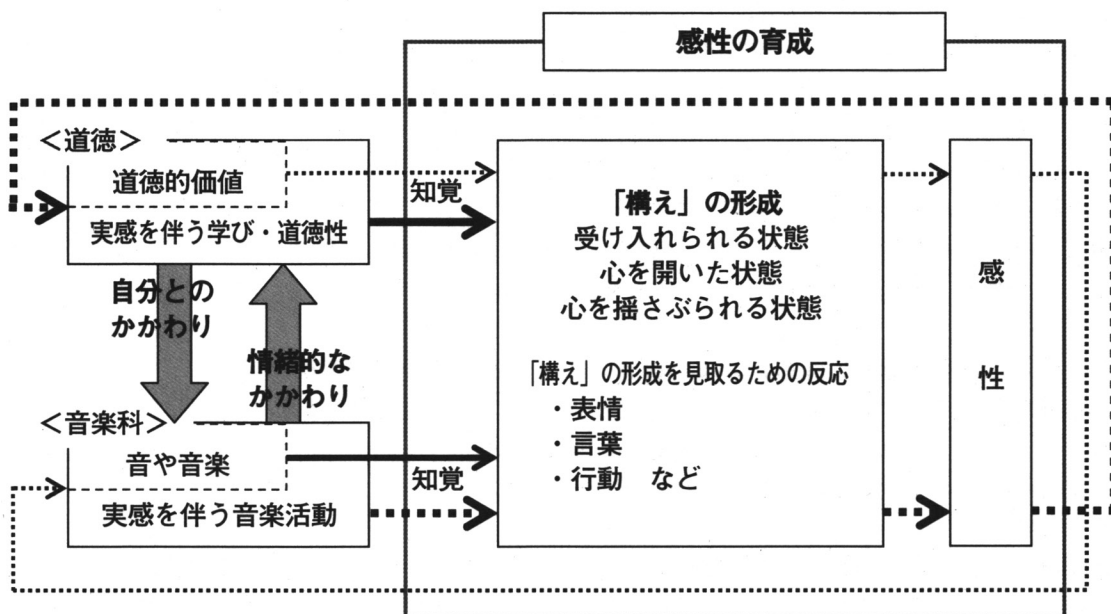 感性の育成
＜道徳＞
道徳的価値
実感を伴う学び・道徳性
知覚
自分との
かかわり
情緒的な
かかわり
＜音楽科＞
音や音楽
実感を伴う音楽活動
知覚
「構え」の形成
受け入れられる状態
心を開いた状態
心を揺さぶられる状態
「構え」の形成を見取るための反応
・表情
・言葉
・行動　など
感
性